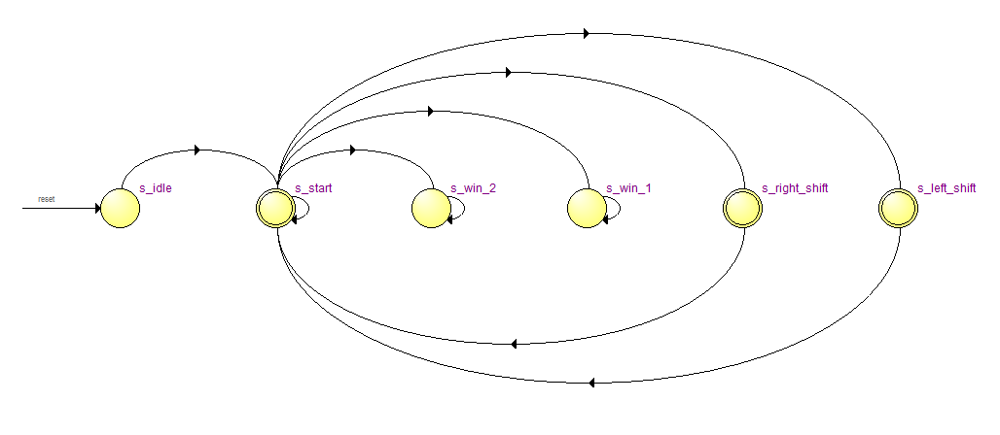 s_idle
s_start
s_win_2
s_win_1
s_right_shift
s_left_shift
reset